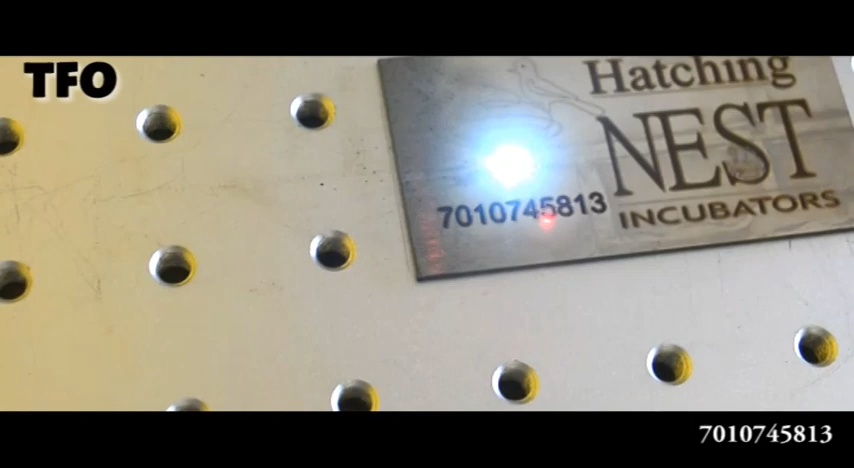 TFO
Hatching
NEST
7010745813
INCUBATORS
7010745813